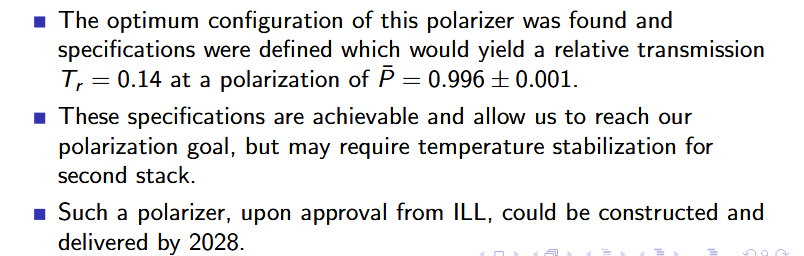 The optimum configuration of this polarizer was found and
specifications were defined which would yield a relative transmission
T_r = 0.14 at a polarization of P̄ = 0.996 ± 0.001.
These specifications are achievable and allow us to reach our
polarization goal, but may require temperature stabilization for
second stack.
Such a polarizer, upon approval from ILL, could be constructed and
delivered by 2028.